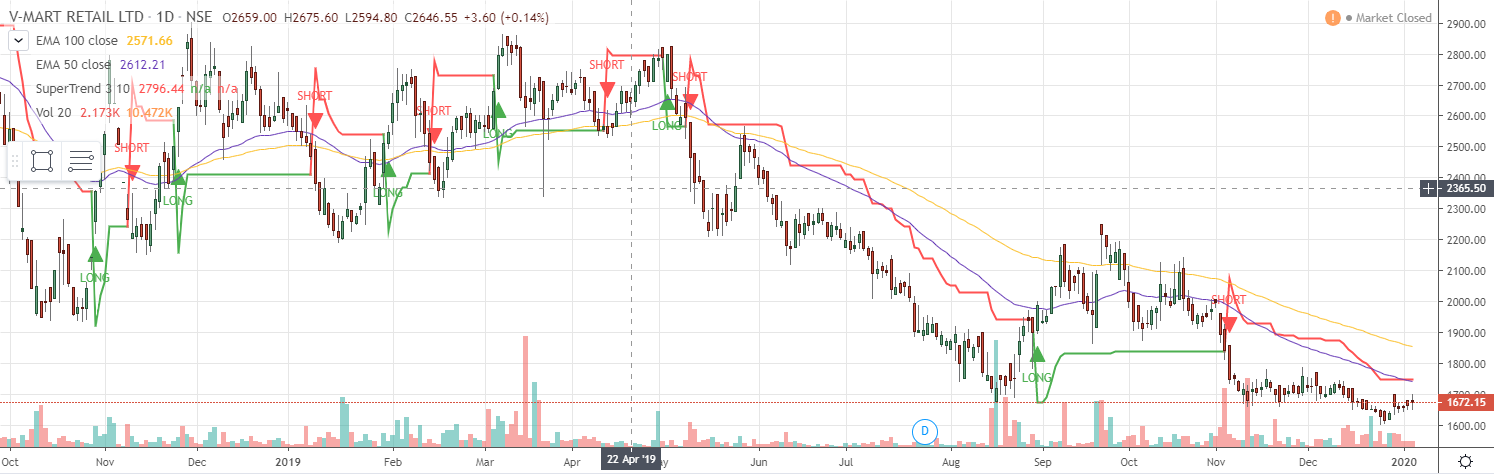 V-MART RETAIL LTD · 1D · NSE O2659.00 H2675.60 L2594.80 C2646.55 +3.60 (+0.14%)
! Market Closed
EMA 100 close 2571.66
EMA 50 close 2612.21
SuperTrend 3 10 2796.44 n/a n/a
Vol 20 2.173K 10.472K
2900.00
2800.00
2700.00
2600.00
2500.00
2400.00
2365.50
2300.00
2200.00
2100.00
2000.00
1900.00
1800.00
1672.15
1600.00
SHORT
SHORT
SHORT
SHORT
SHORT
SHORT
LONG
LONG
LONG
LONG
LONG
LONG
LONG
D
Oct Nov Dec 2019 Feb Mar Apr 22 Apr '19 Jun Jul Aug Sep Oct Nov Dec 2020